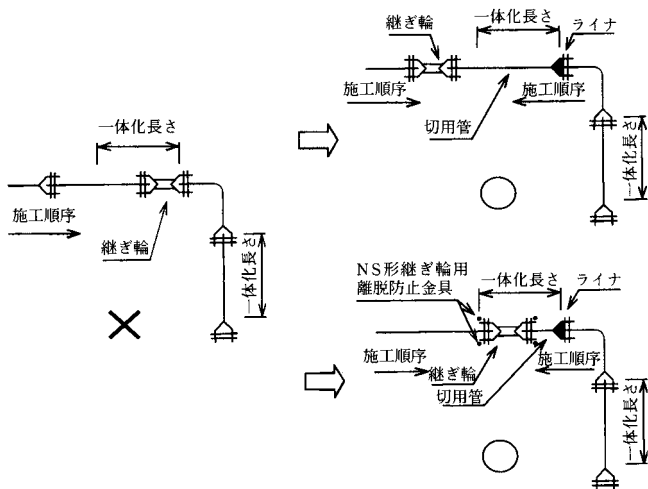 一体化長さ
施工順序
継ぎ輪
一体化長さ
継ぎ輪
一体化長さ
ライナ
施工順序
施工順序
切用管
一体化長さ
NS形継ぎ輪用
離脱防止金具
一体化長さ
ライナ
施工順序
施工順序
継ぎ輪
切用管
一体化長さ